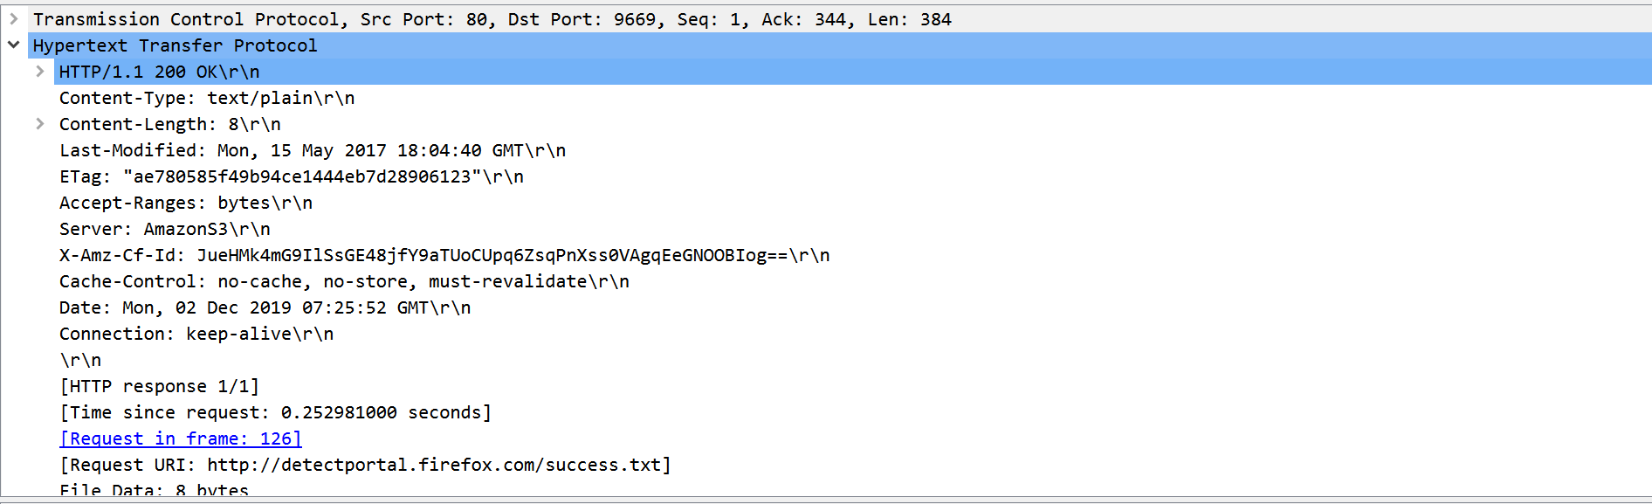 Transmission Control Protocol, Src Port: 80, Dst Port: 9669, Seq: 1, Ack: 344, Len: 384
Hypertext Transfer Protocol
HTTP/1.1 200 OK\r\n
Content-Type: text/plain\r\n
Content-Length: 8\r\n
Last-Modified: Mon, 15 May 2017 18:04:40 GMT\r\n
ETag: "ae780585f49b94ce1444eb7d28906123"\r\n
Accept-Ranges: bytes\r\n
Server: AmazonS3\r\n
X-Amz-Cf-Id: JueHMk4mG9IlSsGE48jfY9aTUoCUpq6ZsqPnXss0VAgqEeGNOOBIog==\r\n
Cache-Control: no-cache, no-store, must-revalidate\r\n
Date: Mon, 02 Dec 2019 07:25:52 GMT\r\n
Connection: keep-alive\r\n
\r\n
[HTTP response 1/1]
[Time since request: 0.252981000 seconds]
[Request in frame: 126]
[Request URI: http://detectportal.firefox.com/success.txt]
File Data: 8 bytes